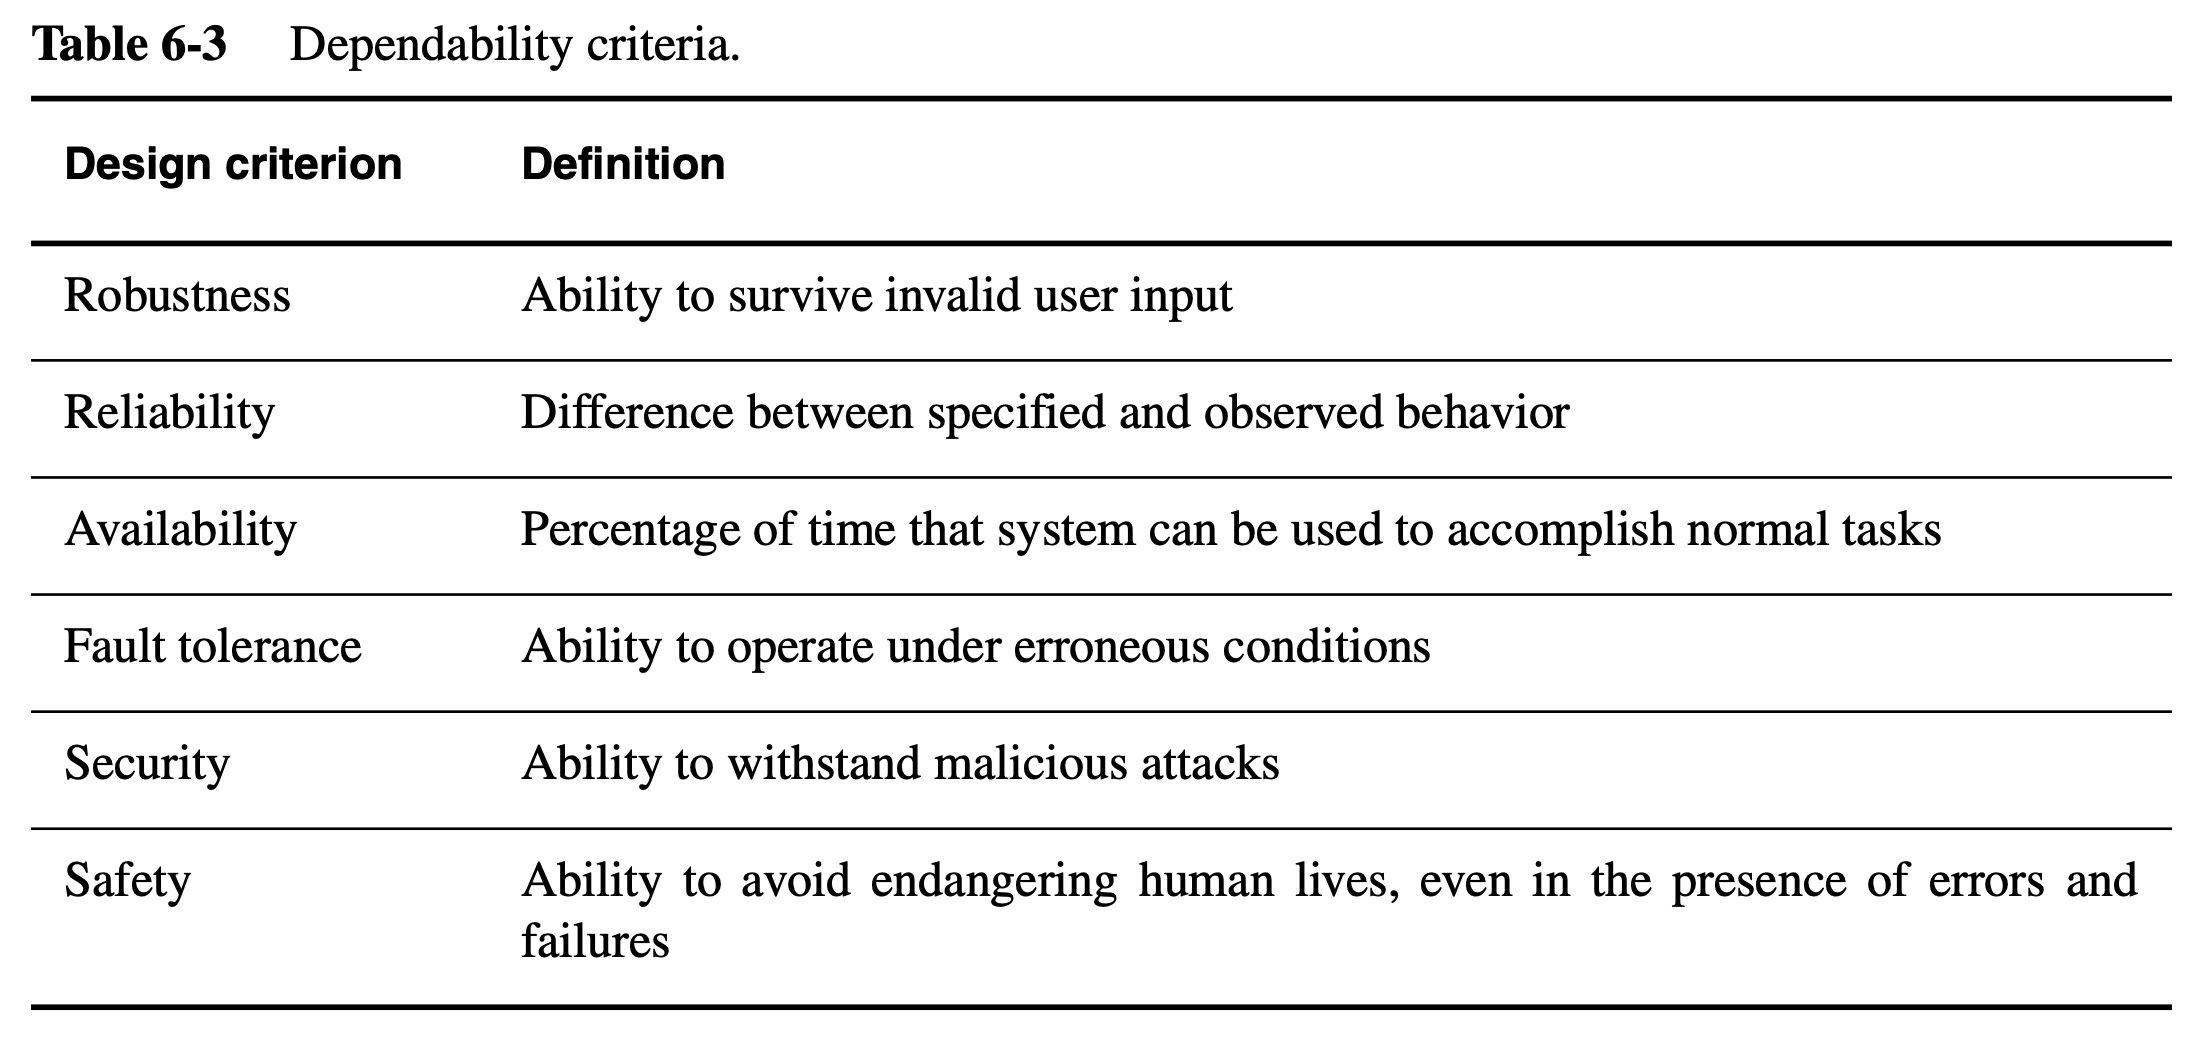 Table 6-3 Dependability criteria.
Design criterion Definition
Robustness Ability to survive invalid user input
Reliability Difference between specified and observed behavior
Availability Percentage of time that system can be used to accomplish normal tasks
Fault tolerance Ability to operate under erroneous conditions
Security Ability to withstand malicious attacks
Safety Ability to avoid endangering human lives, even in the presence of errors and
failures